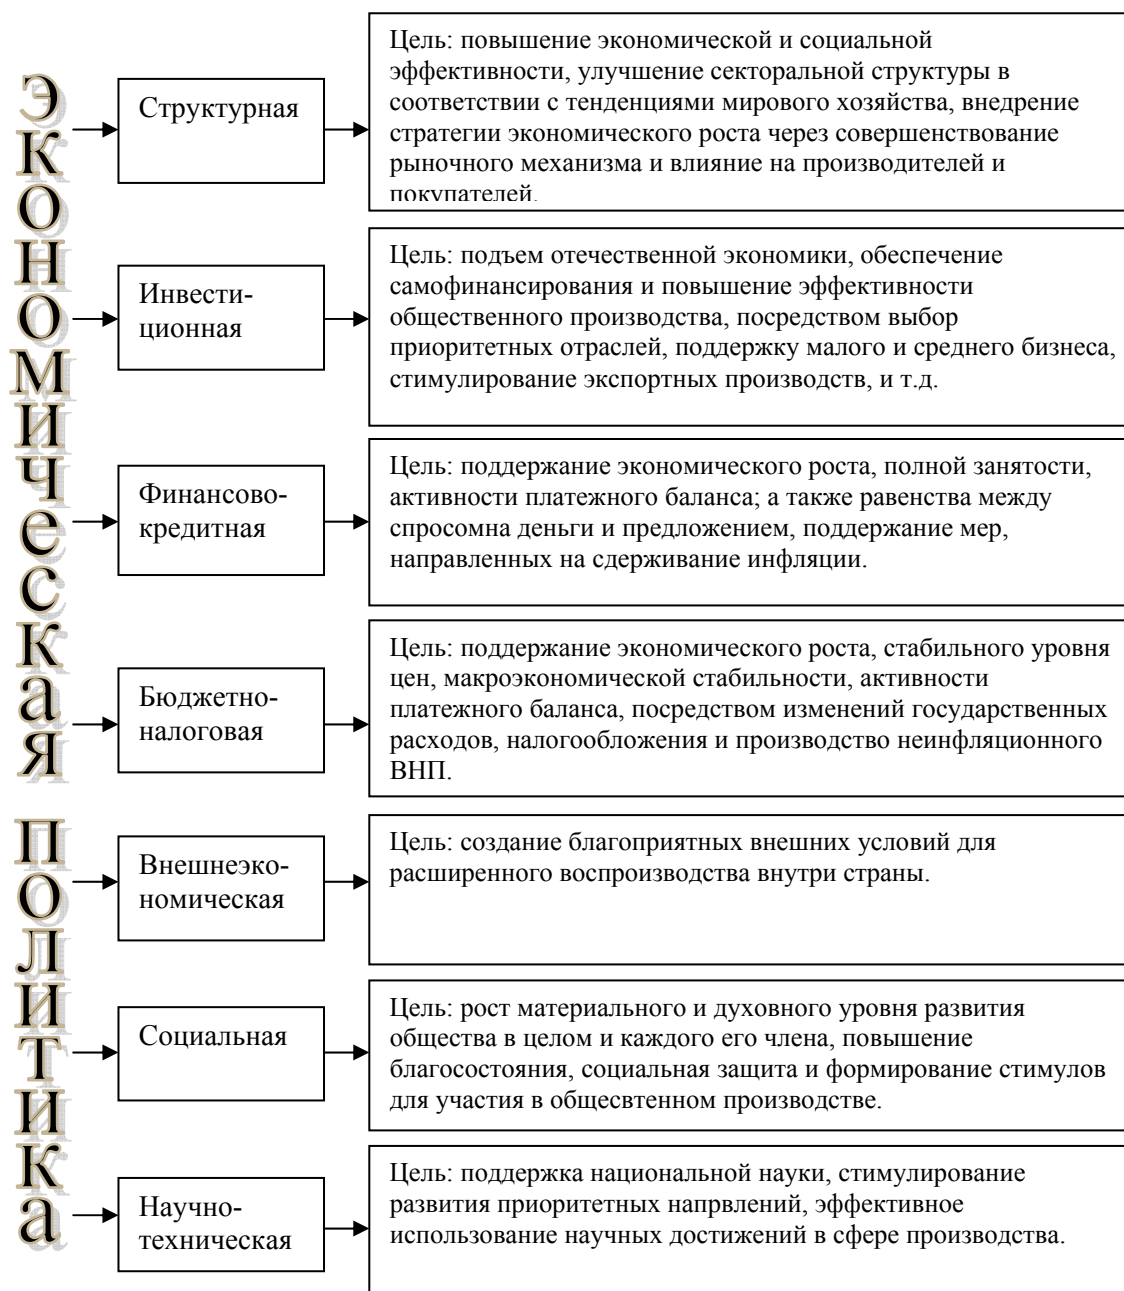 Экономическая политика
Структурная
Цель: повышение экономической и социальной
эффективности, улучшение секторальной структуры в
соответствии с тенденциями мирового хозяйства, внедрение
стратегии экономического роста через совершенствование
рыночного механизма и влияние на производителей и
покупателей.
Инвести-
ционная
Цель: подъем отечественной экономики, обеспечение
самофинансирования и повышение эффективности
общественного производства, посредством выбор
приоритетных отраслей, поддержку малого и среднего бизнеса,
стимулирование экспортных производств, и т.д.
Финансово-
кредитная
Цель: поддержание экономического роста, полной занятости,
активности платежного баланса; а также равенства между
спросомна деньги и предложением, поддержание мер,
направленных на сдерживание инфляции.
Бюджетно-
налоговая
Цель: поддержание экономического роста, стабильного уровня
цен, макроэкономической стабильности, активности
платежного баланса, посредством изменений государственных
расходов, налогообложения и производство неинфляционного
ВНП.
Внешнеэко-
номическая
Цель: создание благоприятных внешних условий для
расширенного воспроизводства внутри страны.
Социальная
Цель: рост материального и духовного уровня развития
общества в целом и каждого его члена, повышение
благосостояния, социальная защита и формирование стимулов
для участия в общесвтенном производстве.
Научно-
техническая
Цель: поддержка национальной науки, стимулирование
развития приоритетных напрвлений, эффективное
использование научных достижений в сфере производства.